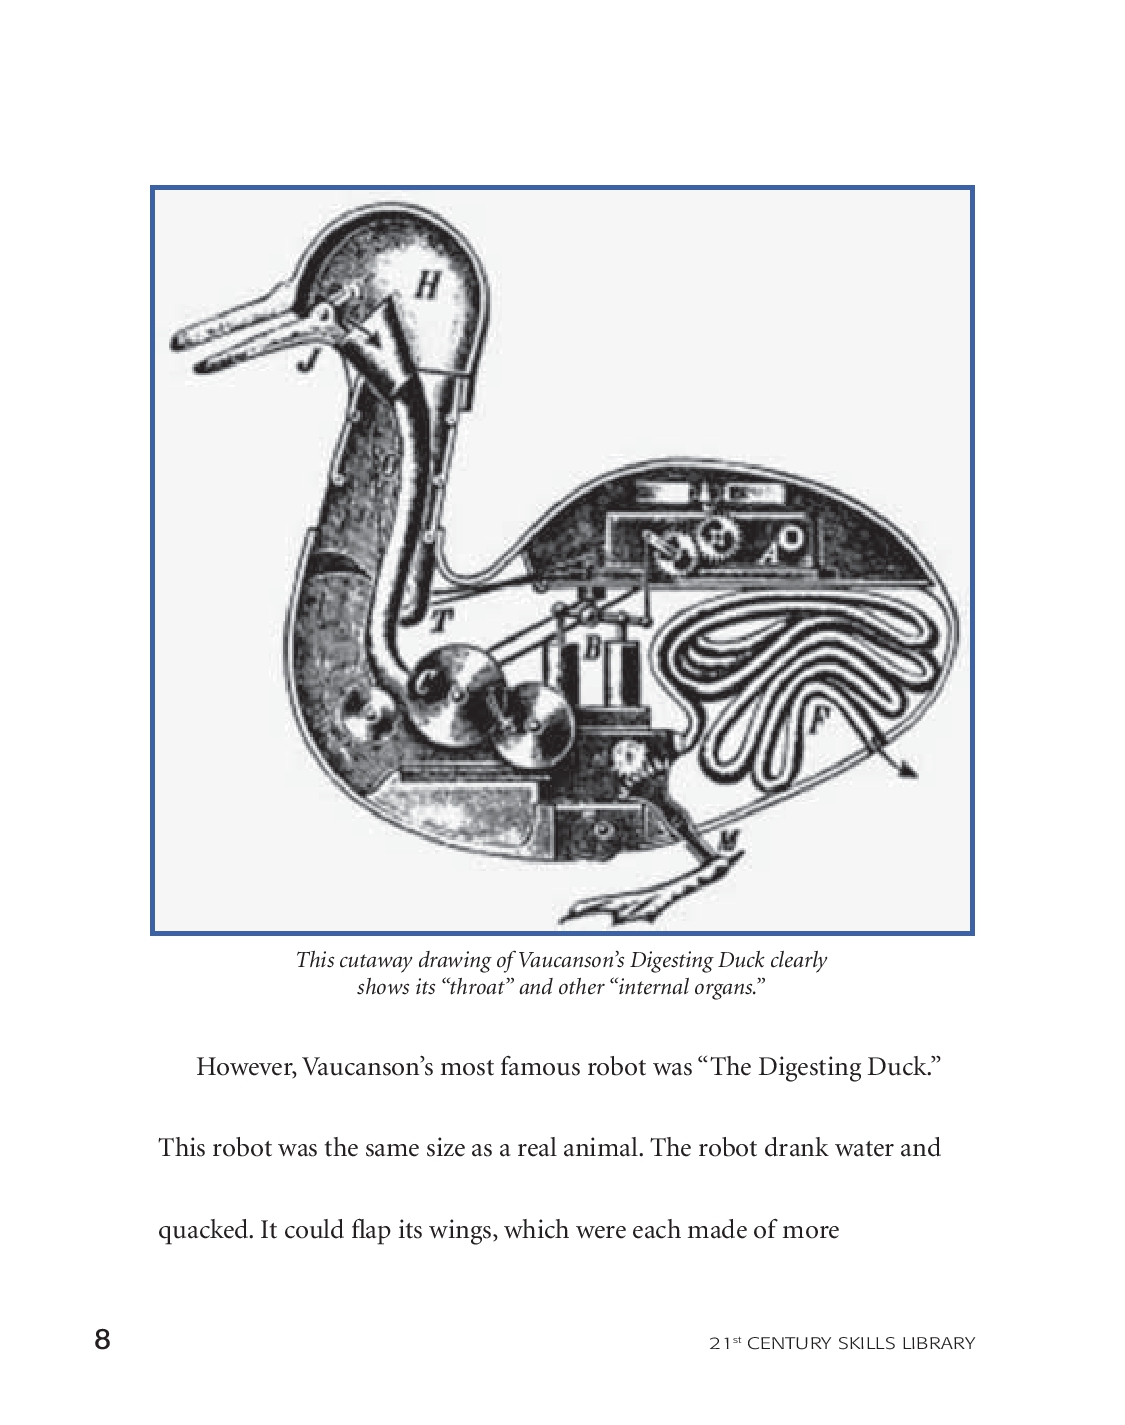 H
J
O
A
T
B
C
F
M
This cutaway drawing of Vaucanson’s Digesting Duck clearly
shows its “throat” and other “internal organs.”
However, Vaucanson’s most famous robot was “The Digesting Duck.”
This robot was the same size as a real animal. The robot drank water and
quacked. It could flap its wings, which were each made of more
8
21st CENTURY SKILLS LIBRARY